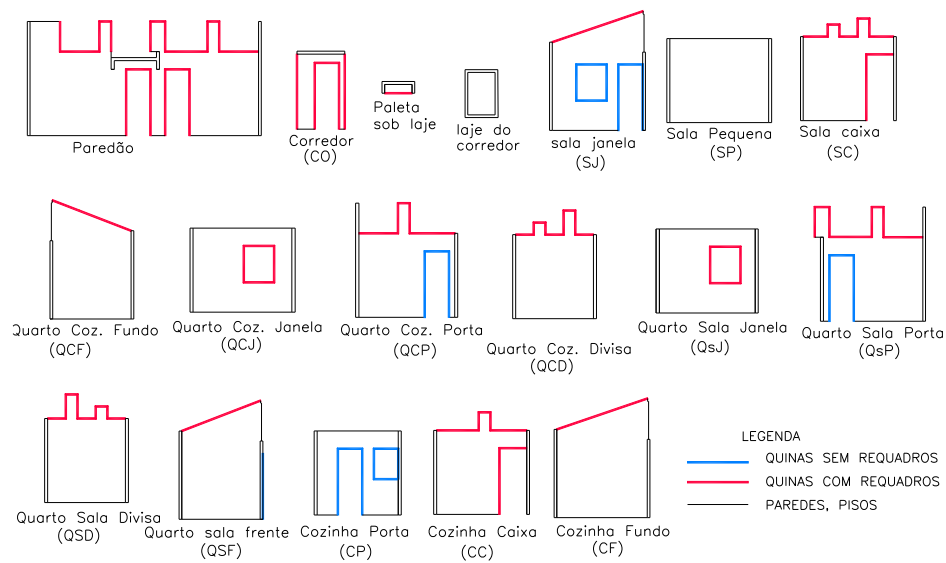 Paredão
Corredor
(CO)
Paleta
sob laje
laje do
corredor
sala janela
(SJ)
Sala Pequena
(SP)
Sala caixa
(SC)
Quarto Coz. Fundo
(QCF)
Quarto Coz. Janela
(QCJ)
Quarto Coz. Porta
(QCP)
Quarto Coz. Divisa
(QCD)
Quarto Sala Janela
(QsJ)
Quarto Sala Porta
(QsP)
Quarto Sala Divisa
(QSD)
Quarto sala frente
(QSF)
Cozinha Porta
(CP)
Cozinha Caixa
(CC)
Cozinha Fundo
(CF)
LEGENDA
QUINAS SEM REQUADROS
QUINAS COM REQUADROS
PAREDES, PISOS